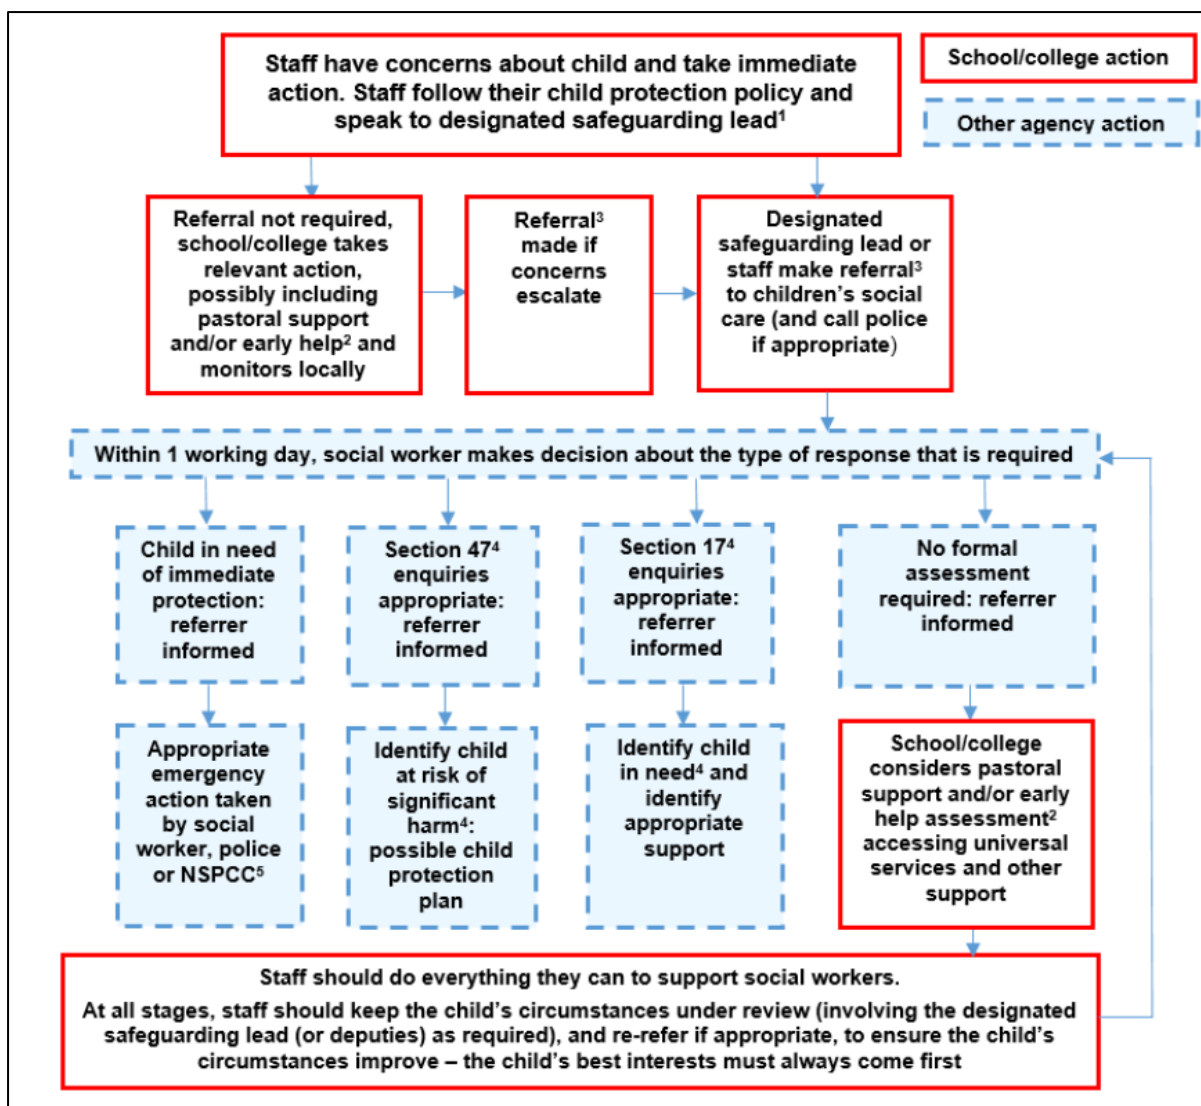 Staff have concerns about child and take immediate
action. Staff follow their child protection policy and
speak to designated safeguarding lead¹
School/college action
Other agency action
Referral not required,
school/college takes
relevant action,
possibly including
pastoral support
and/or early help² and
monitors locally
Referral³
made if
concerns
escalate
Designated
safeguarding lead or
staff make referral³
to children’s social
care (and call police
if appropriate)
Within 1 working day, social worker makes decision about the type of response that is required
Child in need
of immediate
protection:
referrer
informed
Section 47⁴
enquiries
appropriate:
referrer
informed
Section 17⁴
enquiries
appropriate:
referrer
informed
No formal
assessment
required: referrer
informed
Appropriate
emergency
action taken
by social
worker, police
or NSPCC⁵
Identify child
at risk of
significant
harm⁴:
possible child
protection
plan
Identify child
in need⁴ and
identify
appropriate
support
School/college
considers pastoral
support and/or early
help assessment²
accessing universal
services and other
support
Staff should do everything they can to support social workers.
At all stages, staff should keep the child’s circumstances under review (involving the designated
safeguarding lead (or deputies) as required), and re-refer if appropriate, to ensure the child’s
circumstances improve – the child’s best interests must always come first